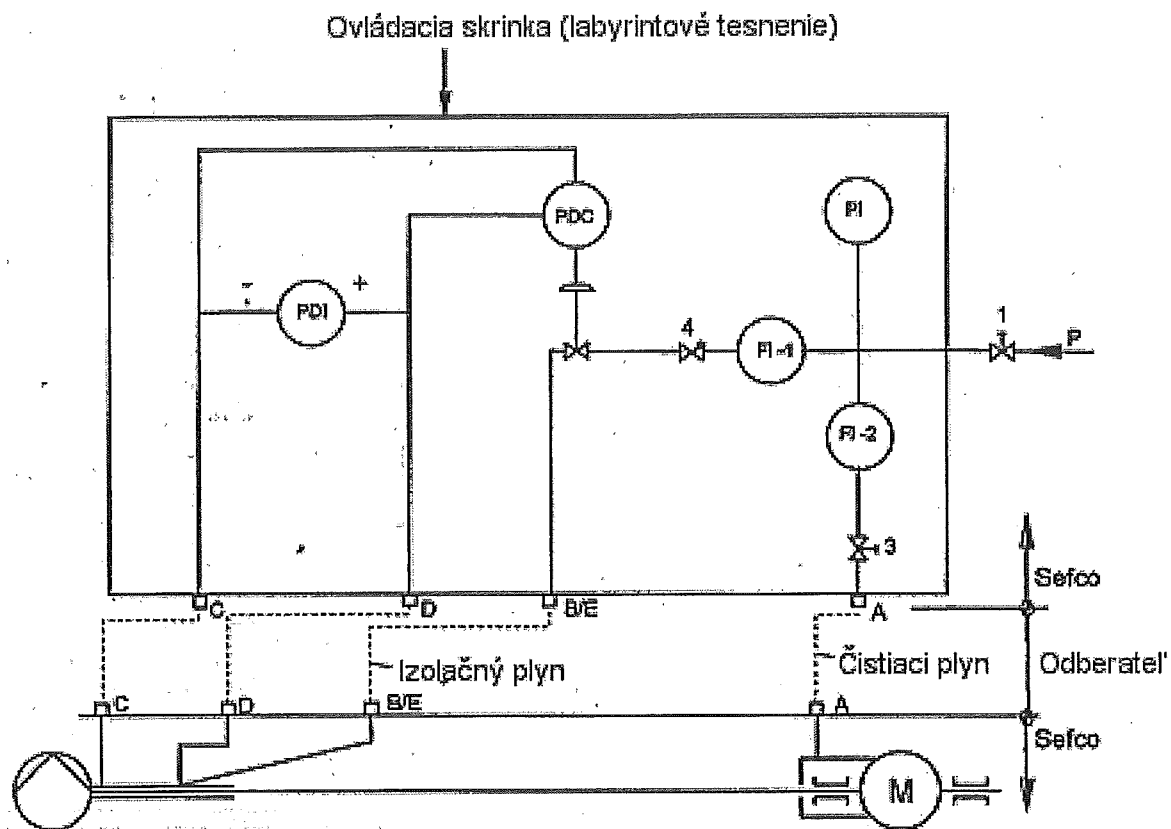 Ovládacia skrinka (labyrintové tesnenie)
PDC
PI
- PDI +
4
FI-1
1
P
FI-2
3
C
D
B/E
A
Sefco
Izolačný plyn
Čistiaci plyn
Odberateľ
C
D
B/E
A
Sefco
M